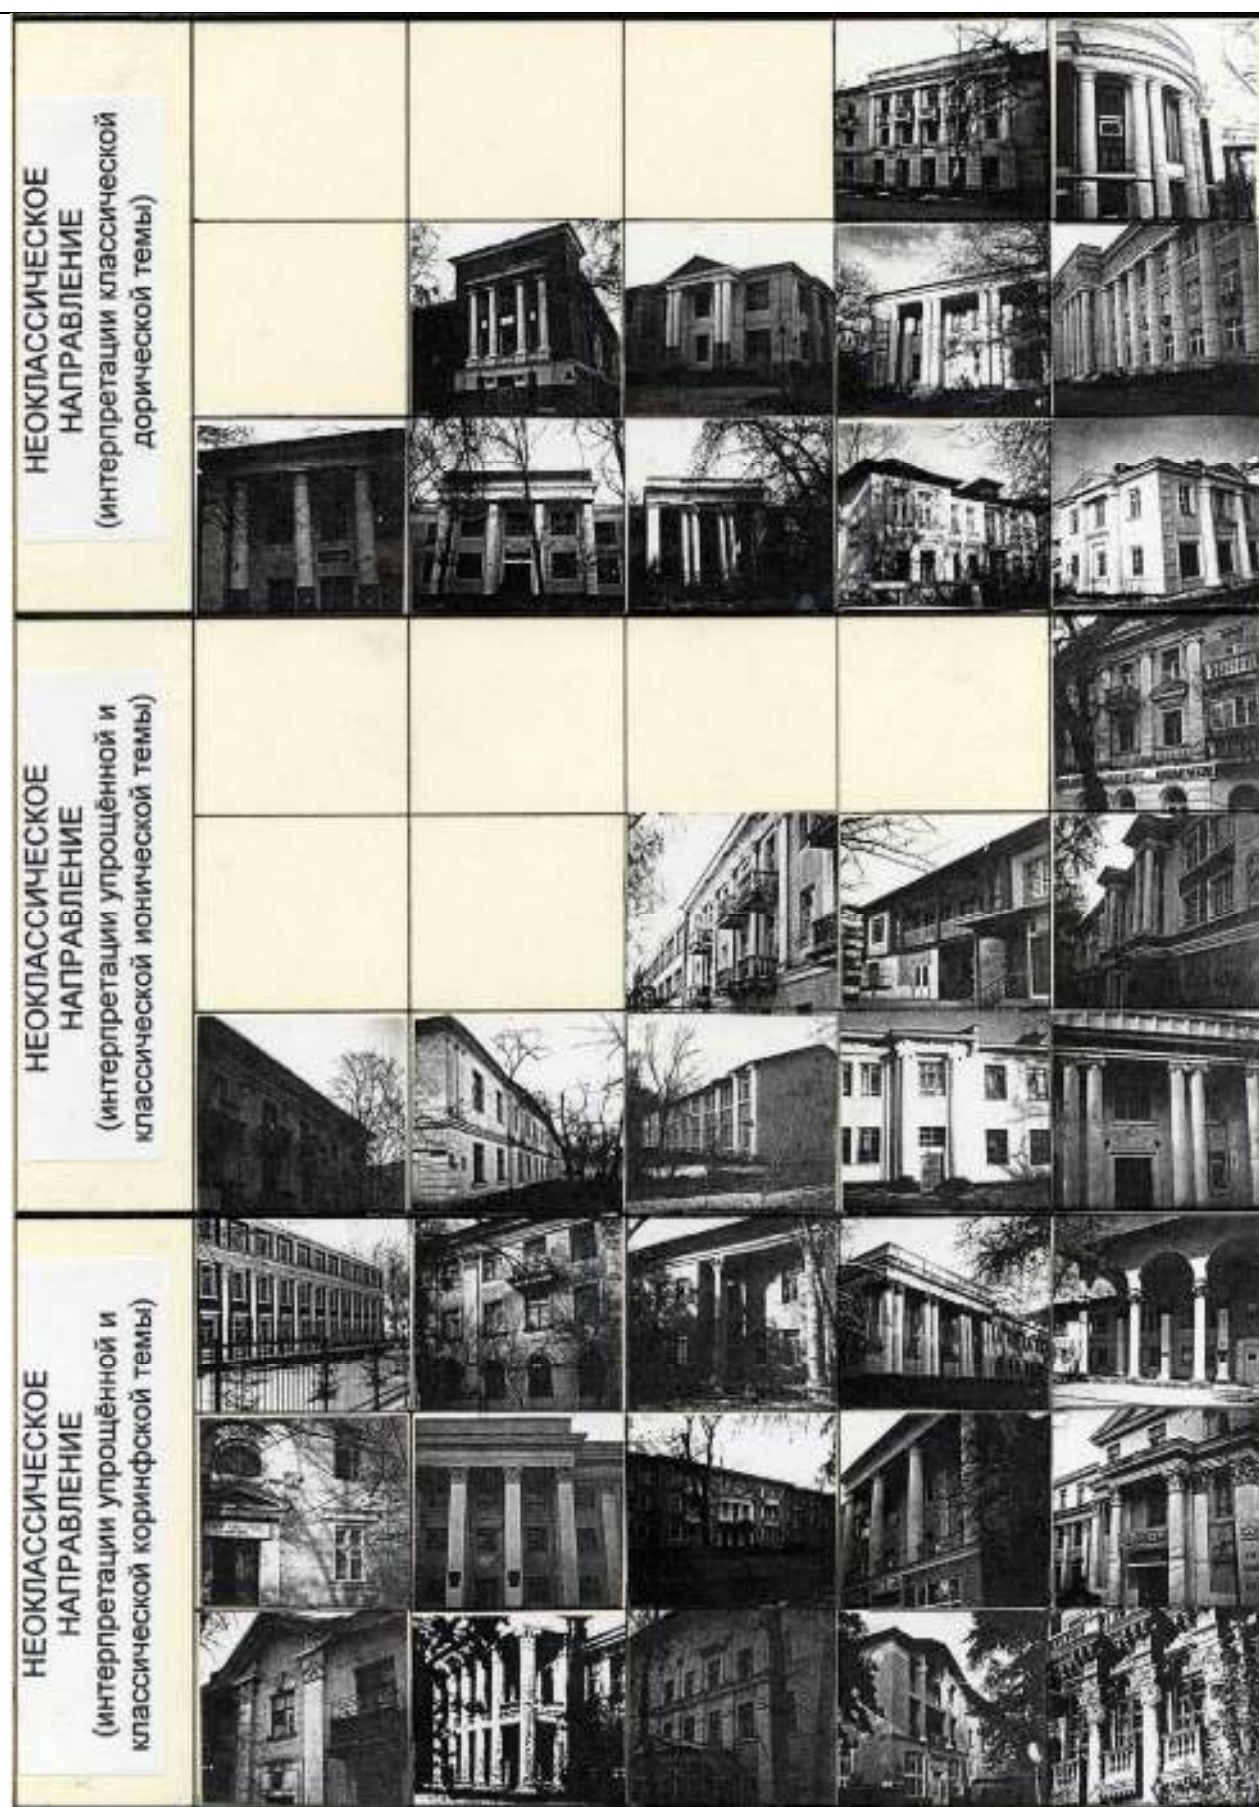 НЕОКЛАССИЧЕСКОЕ
НАПРАВЛЕНИЕ
(интерпретации классической
дорической темы)
НЕОКЛАССИЧЕСКОЕ
НАПРАВЛЕНИЕ
(интерпретации упрощённой и
классической ионической темы)
НЕОКЛАССИЧЕСКОЕ
НАПРАВЛЕНИЕ
(интерпретации упрощённой и
классической коринфской темы)